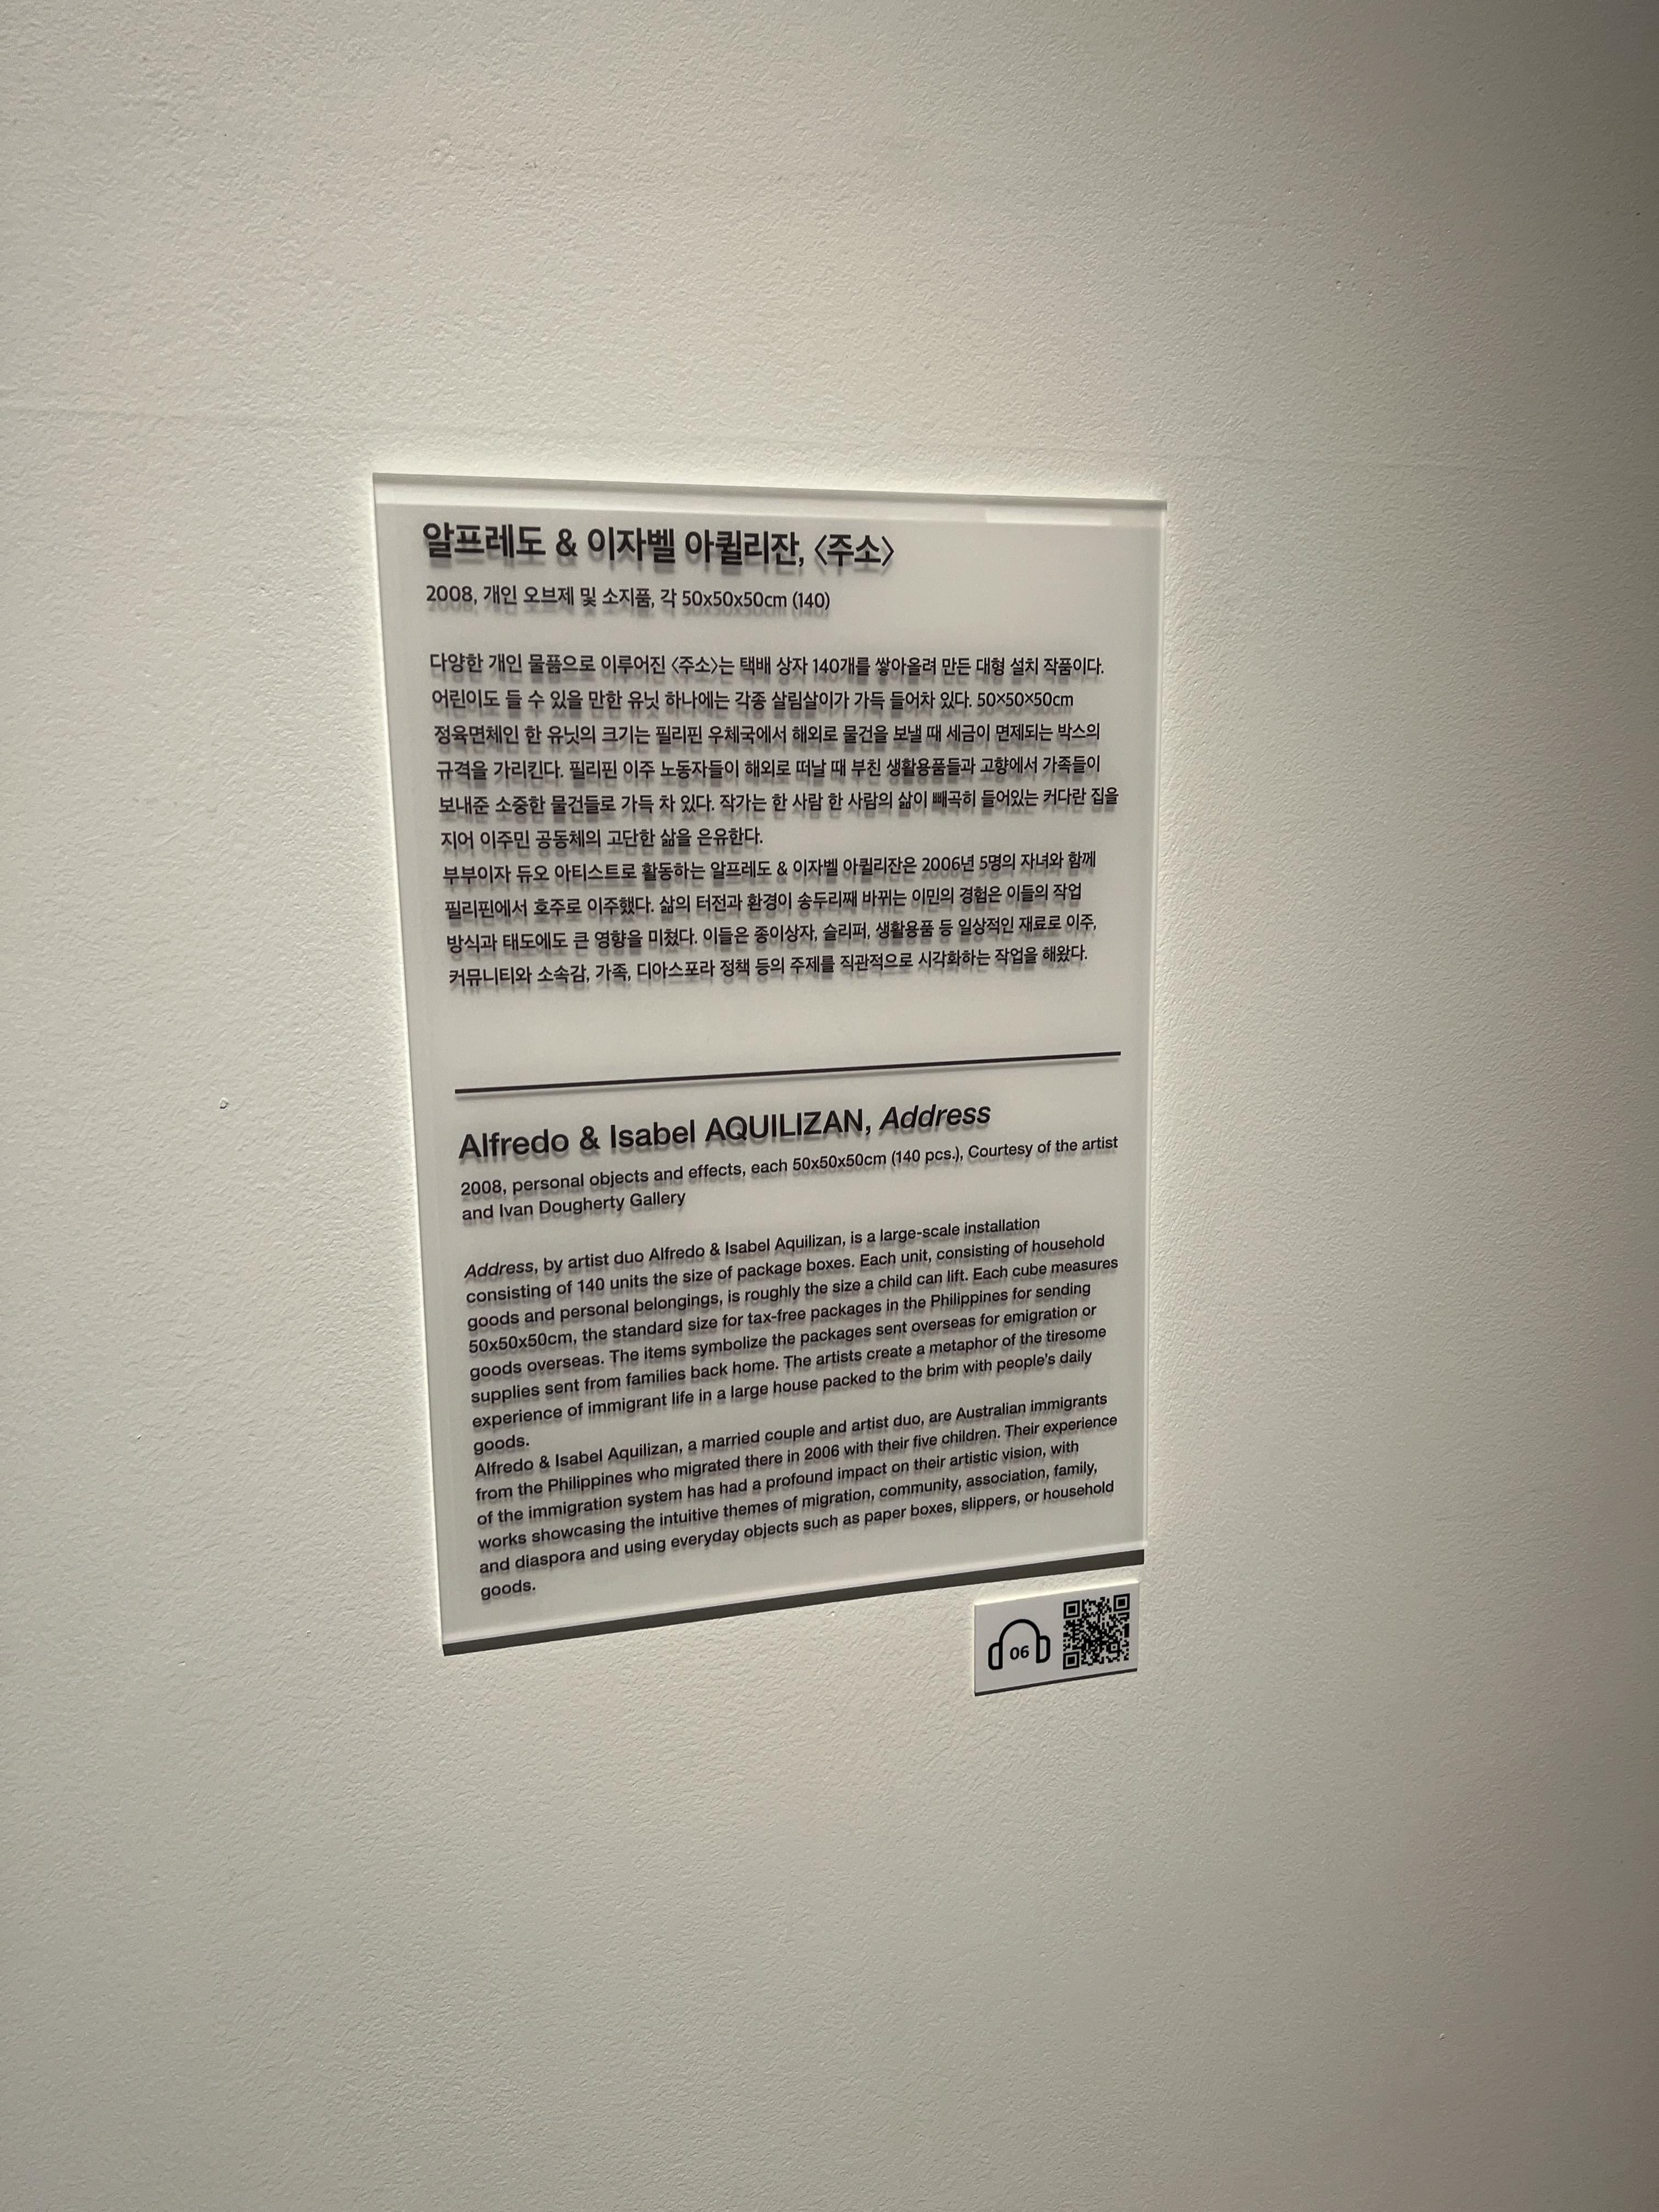 알프레도 & 이자벨 아퀼리잔, 〈주소〉
2008, 개인 오브제 및 소지품, 각 50x50x50cm (140)
다양한 개인 물품으로 이루어진 〈주소〉는 택배 상자 140개를 쌓아올려 만든 대형 설치 작품이다.
어린이도 들 수 있을 만한 유닛 하나에는 각종 살림살이가 가득 들어차 있다. 50×50×50cm
정육면체인 한 유닛의 크기는 필리핀 우체국에서 해외로 물건을 보낼 때 세금이 면제되는 박스의
규격을 가리킨다. 필리핀 이주 노동자들이 해외로 떠날 때 부친 생활용품들과 고향에서 가족들이
보내준 소중한 물건들로 가득 차 있다. 작가는 한 사람 한 사람의 삶이 빼곡히 들어있는 커다란 집을
지어 이주민 공동체의 고단한 삶을 은유한다.
부부이자 듀오 아티스트로 활동하는 알프레도 & 이자벨 아퀼리잔은 2006년 5명의 자녀와 함께
필리핀에서 호주로 이주했다. 삶의 터전과 환경이 송두리째 바뀌는 이민의 경험은 이들의 작업
방식과 태도에도 큰 영향을 미쳤다. 이들은 종이상자, 슬리퍼, 생활용품 등 일상적인 재료로 이주,
커뮤니티와 소속감, 가족, 디아스포라 정책 등의 주제를 직관적으로 시각화하는 작업을 해왔다.
Alfredo & Isabel AQUILIZAN, Address
2008, personal objects and effects, each 50x50x50cm (140 pcs.), Courtesy of the artist
and Ivan Dougherty Gallery
Address, by artist duo Alfredo & Isabel Aquilizan, is a large-scale installation
consisting of 140 units the size of package boxes. Each unit, consisting of household
goods and personal belongings, is roughly the size a child can lift. Each cube measures
50x50x50cm, the standard size for tax-free packages in the Philippines for sending
goods overseas. The items symbolize the packages sent overseas for emigration or
supplies sent from families back home. The artists create a metaphor of the tiresome
experience of immigrant life in a large house packed to the brim with people's daily
goods.
Alfredo & Isabel Aquilizan, a married couple and artist duo, are Australian immigrants
from the Philippines who migrated there in 2006 with their five children. Their experience
of the immigration system has had a profound impact on their artistic vision, with
works showcasing the intuitive themes of migration, community, association, family,
and diaspora and using everyday objects such as paper boxes, slippers, or household
goods.
06